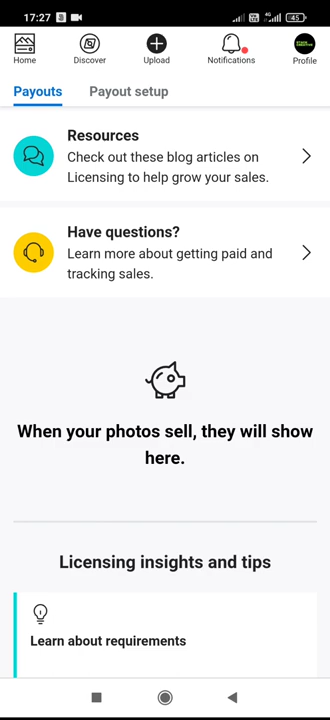 17:27
45
Home
Discover
Upload
Notifications
Profile
Payouts
Payout setup
Resources
Check out these blog articles on
Licensing to help grow your sales.
Have questions?
Learn more about getting paid and
tracking sales.
When your photos sell, they will show
here.
Licensing insights and tips
Learn about requirements